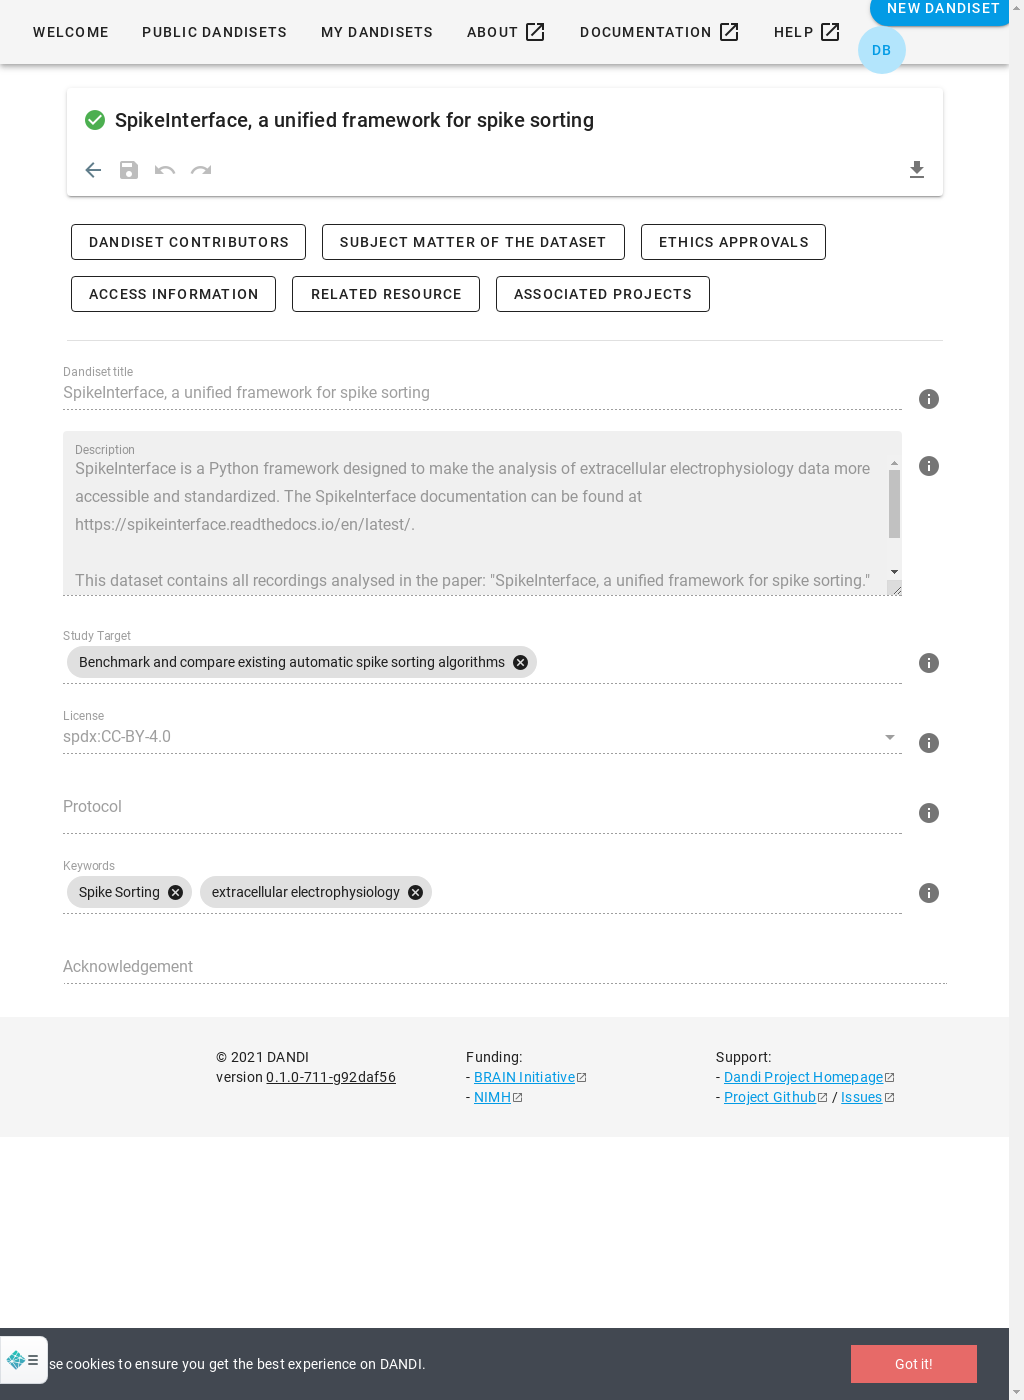 NEW DANDISET
WELCOME PUBLIC DANDISETS MY DANDISETS ABOUT DOCUMENTATION HELP
DB
SpikeInterface, a unified framework for spike sorting
DANDISET CONTRIBUTORS SUBJECT MATTER OF THE DATASET ETHICS APPROVALS
ACCESS INFORMATION RELATED RESOURCE ASSOCIATED PROJECTS
Dandiset title
SpikeInterface, a unified framework for spike sorting
Description
SpikeInterface is a Python framework designed to make the analysis of extracellular electrophysiology data more
accessible and standardized. The SpikeInterface documentation can be found at
https://spikeinterface.readthedocs.io/en/latest/.
This dataset contains all recordings analysed in the paper: "SpikeInterface, a unified framework for spike sorting."
Study Target
Benchmark and compare existing automatic spike sorting algorithms
License
spdx:CC-BY-4.0
Protocol
Keywords
Spike Sorting extracellular electrophysiology
Acknowledgement
© 2021 DANDI Funding: Support:
version 0.1.0-711-g92daf56 - BRAIN Initiative - Dandi Project Homepage
- NIMH - Project Github / Issues
se cookies to ensure you get the best experience on DANDI. Got it!